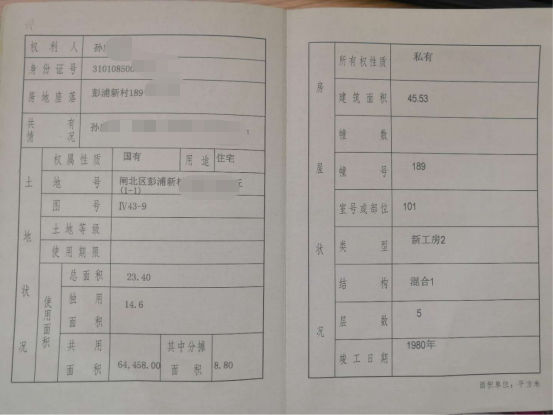 权利人 孙
身份证号 310108500
房地座落 彭浦新村189
共有情况 孙
土地状况
权属性质 国有 用途 住宅
地号 闸北区彭浦新村 元(1-1)
图号 IV43-9
土地等级
使用期限
使用面积
总面积 23.40
独用面积 14.6
共用面积 64,458.00 其中分摊面积 8.80
房屋状况
所有权性质 私有
建筑面积 45.53
幢数
幢号 189
室号或部位 101
类型 新工房2
结构 混合1
层数 5
竣工日期 1980年
面积单位：平方米